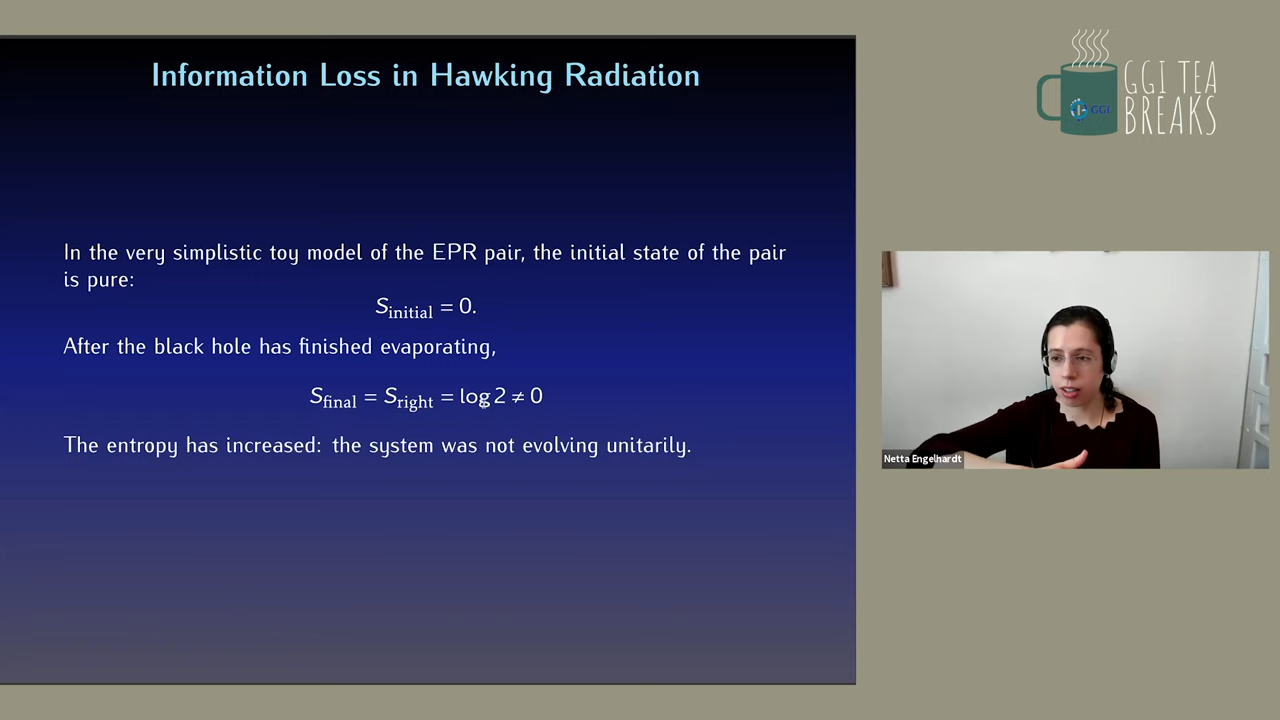 Information Loss in Hawking Radiation
In the very simplistic toy model of the EPR pair, the initial state of the pair
is pure:
S_initial = 0.
After the black hole has finished evaporating,
S_final = S_right = log 2 ≠ 0
The entropy has increased: the system was not evolving unitarily.
GGI TEA
BREAKS
GGI
Netta Engelhardt